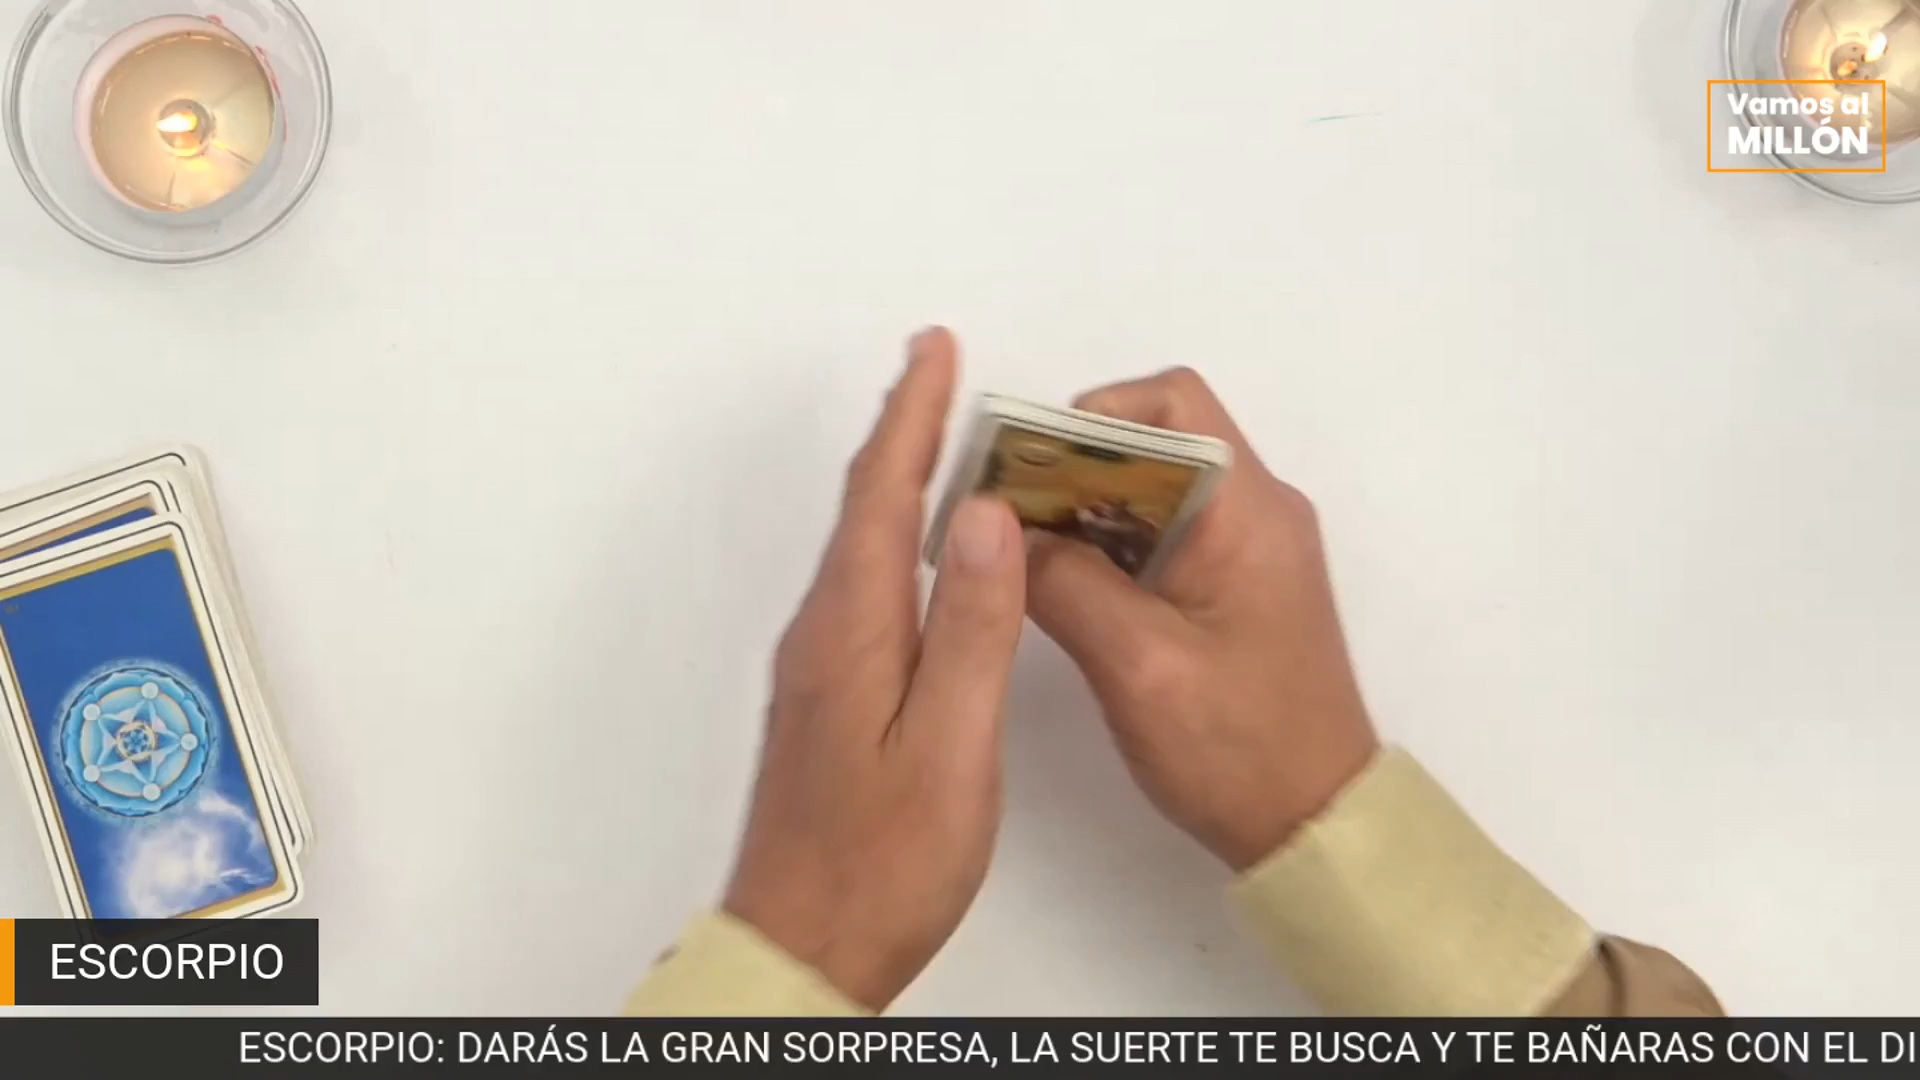 Vamos al
MILLÓN
ESCORPIO
ESCORPIO: DARÁS LA GRAN SORPRESA, LA SUERTE TE BUSCA Y TE BAÑARAS CON EL DI